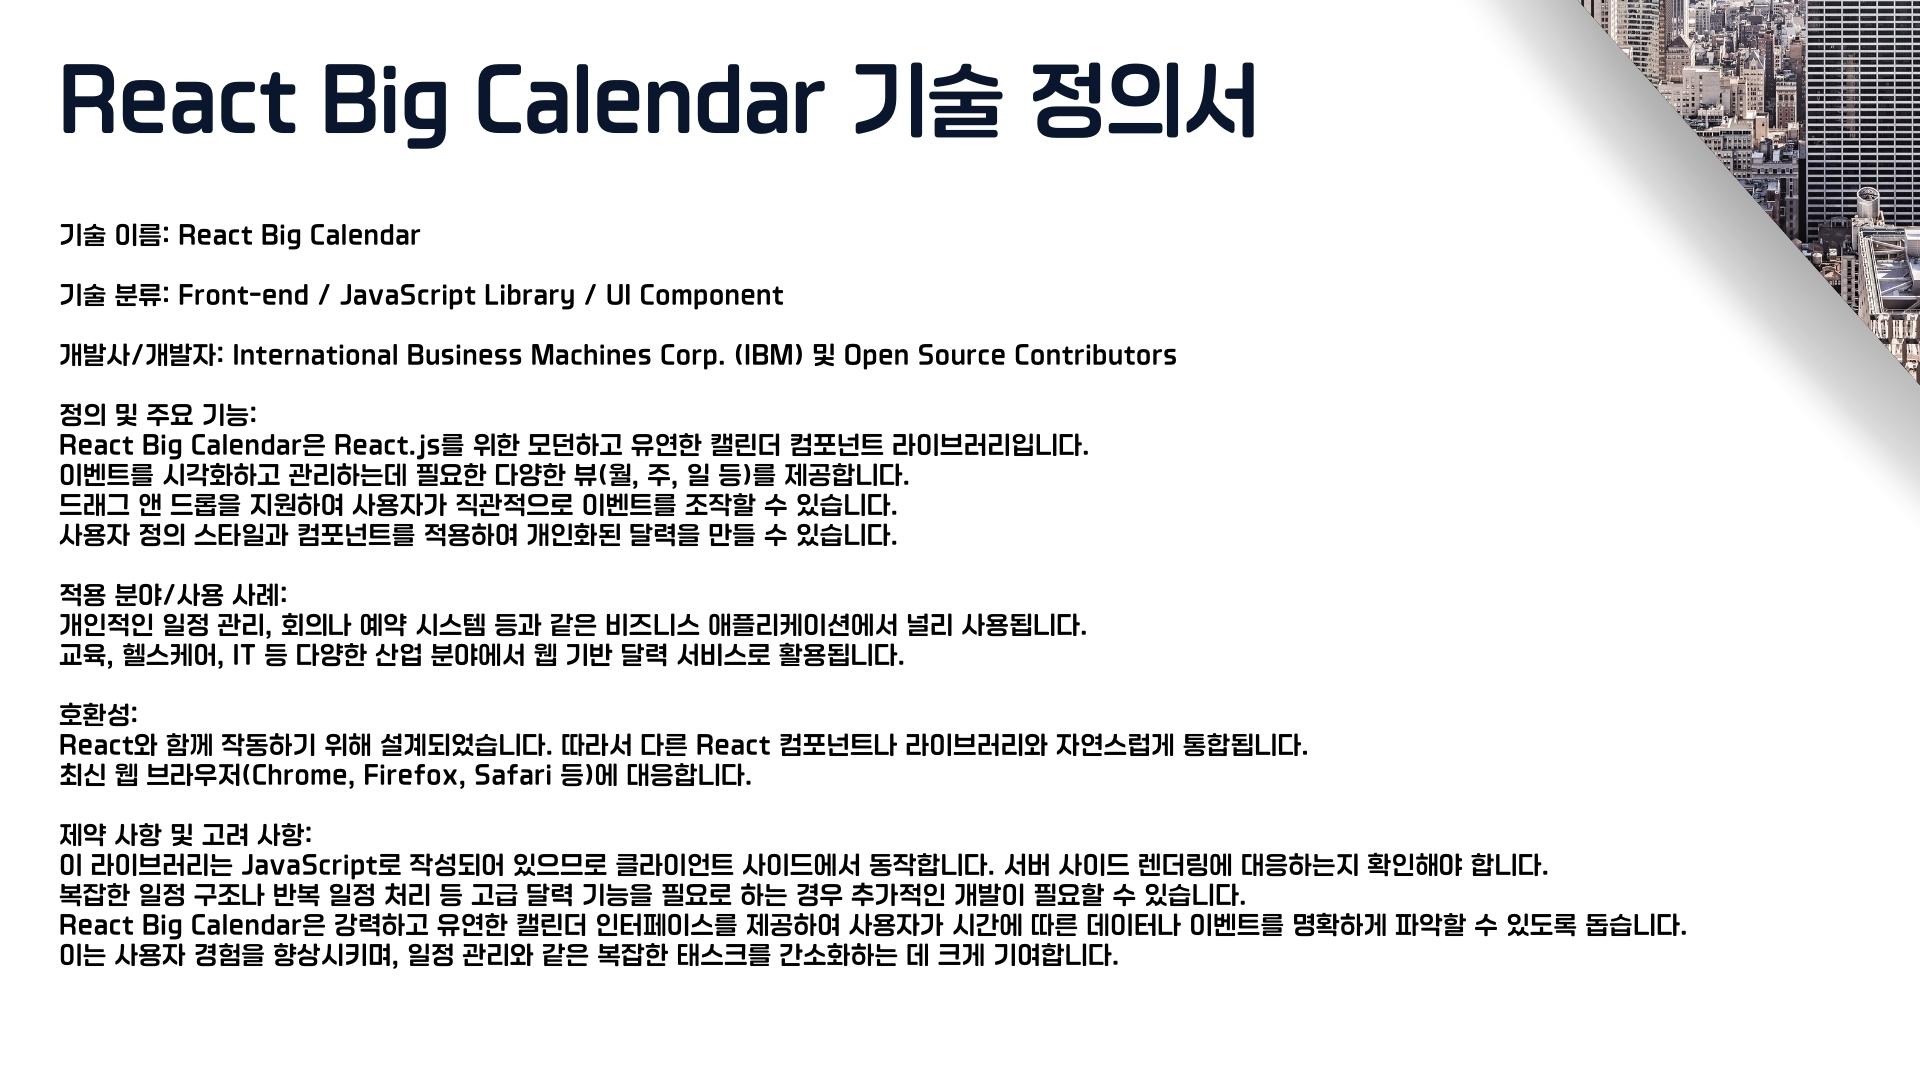 React Big Calendar 기술 정의서
기술 이름: React Big Calendar
기술 분류: Front-end / JavaScript Library / UI Component
개발사/개발자: International Business Machines Corp. (IBM) 및 Open Source Contributors
정의 및 주요 기능:
React Big Calendar은 React.js를 위한 모던하고 유연한 캘린더 컴포넌트 라이브러리입니다.
이벤트를 시각화하고 관리하는데 필요한 다양한 뷰(월, 주, 일 등)를 제공합니다.
드래그 앤 드롭을 지원하여 사용자가 직관적으로 이벤트를 조작할 수 있습니다.
사용자 정의 스타일과 컴포넌트를 적용하여 개인화된 달력을 만들 수 있습니다.
적용 분야/사용 사례:
개인적인 일정 관리, 회의나 예약 시스템 등과 같은 비즈니스 애플리케이션에서 널리 사용됩니다.
교육, 헬스케어, IT 등 다양한 산업 분야에서 웹 기반 달력 서비스로 활용됩니다.
호환성:
React와 함께 작동하기 위해 설계되었습니다. 따라서 다른 React 컴포넌트나 라이브러리와 자연스럽게 통합됩니다.
최신 웹 브라우저(Chrome, Firefox, Safari 등)에 대응합니다.
제약 사항 및 고려 사항:
이 라이브러리는 JavaScript로 작성되어 있으므로 클라이언트 사이드에서 동작합니다. 서버 사이드 렌더링에 대응하는지 확인해야 합니다.
복잡한 일정 구조나 반복 일정 처리 등 고급 달력 기능을 필요로 하는 경우 추가적인 개발이 필요할 수 있습니다.
React Big Calendar은 강력하고 유연한 캘린더 인터페이스를 제공하여 사용자가 시간에 따른 데이터나 이벤트를 명확하게 파악할 수 있도록 돕습니다.
이는 사용자 경험을 향상시키며, 일정 관리와 같은 복잡한 태스크를 간소화하는 데 크게 기여합니다.